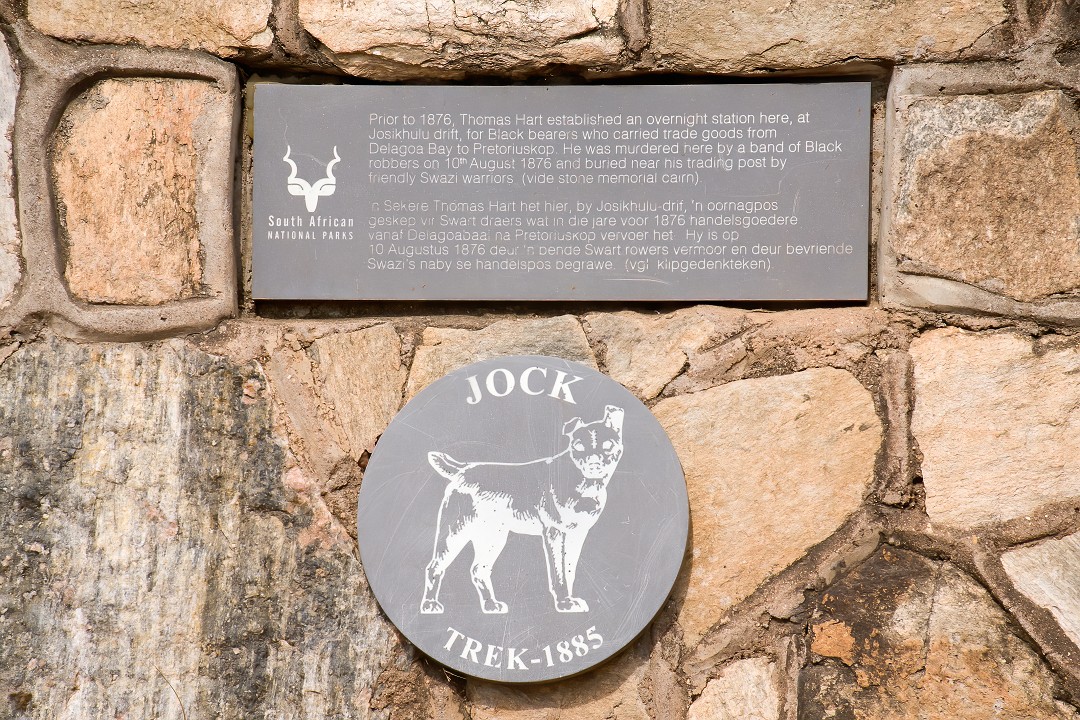 Prior to 1876, Thomas Hart established an overnight station here, at
Josikhulu drift, for Black bearers who carried trade goods from
Delagoa Bay to Pretoriuskop. He was murdered here by a band of Black
robbers on 10th August 1876 and buried near his trading post by
friendly Swazi warriors. (vide stone memorial cairn).
South African
NATIONAL PARKS
'n Sekere Thomas Hart het hier, by Josikhulu-drif, 'n oornagpos
geskep vir Swart draers wat in die jare voor 1876 handelsgoedere
vanaf Delagoabaai na Pretoriuskop vervoer het. Hy is op
10 Augustus 1876 deur 'n bende Swart rowers vermoor en deur bevriende
Swazi's naby se handelspos begrawe. (vgl. klipgedenkteken).
JOCK
TREK-1885